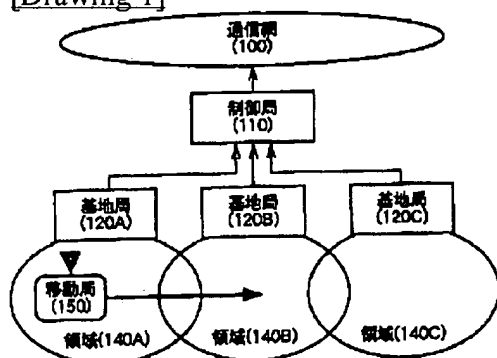 [Drawing 1]
通信網
(100)
制御局
(110)
基地局
(120A)
基地局
(120B)
基地局
(120C)
移動局
(150)
領域(140A)
領域(140B)
領域(140C)